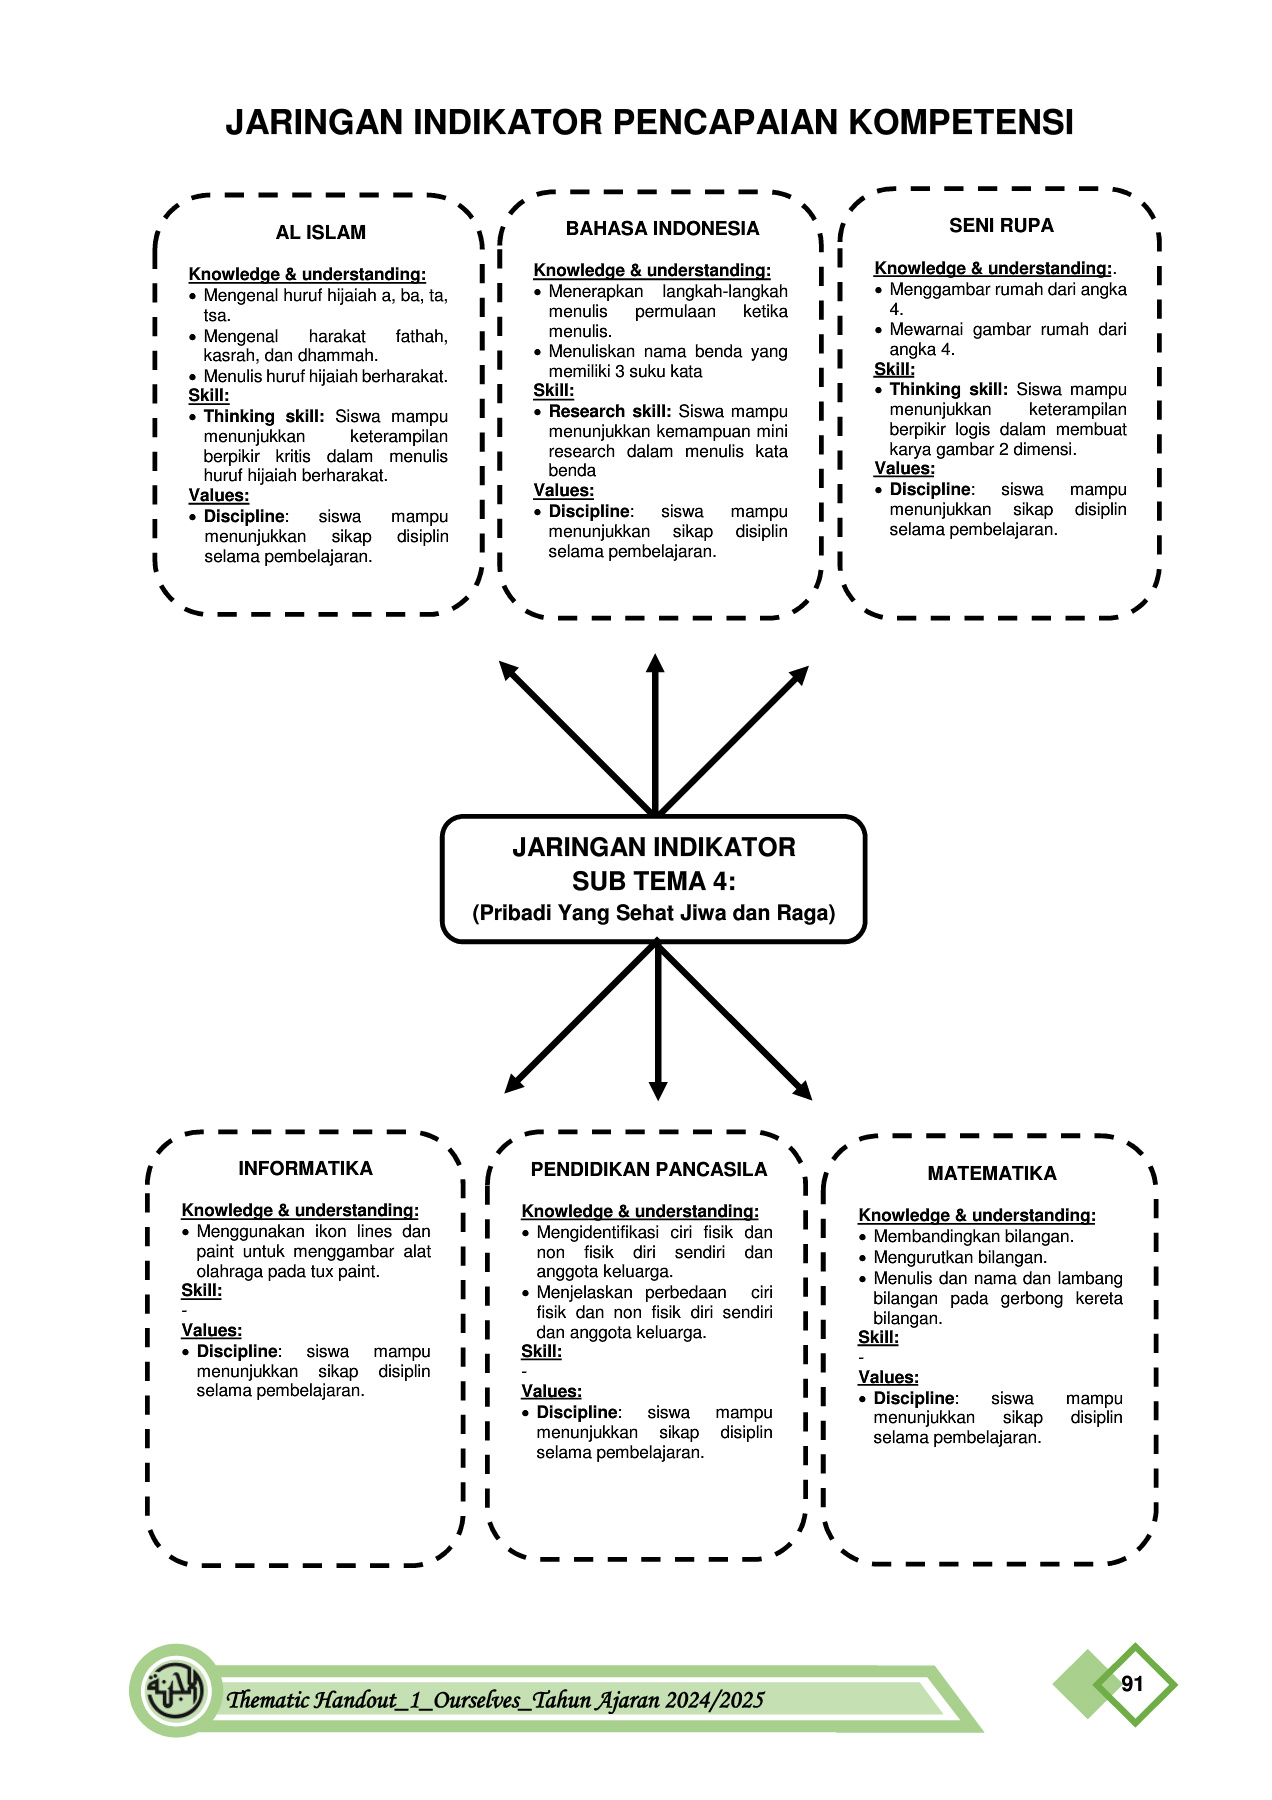 JARINGAN INDIKATOR PENCAPAIAN KOMPETENSI
AL ISLAM
Knowledge & understanding:
• Mengenal huruf hijaiah a, ba, ta,
tsa.
• Mengenal harakat fathah,
kasrah, dan dhammah.
• Menulis huruf hijaiah berharakat.
Skill:
• Thinking skill: Siswa mampu
menunjukkan keterampilan
berpikir kritis dalam menulis
huruf hijaiah berharakat.
Values:
• Discipline: siswa mampu
menunjukkan sikap disiplin
selama pembelajaran.
BAHASA INDONESIA
Knowledge & understanding:
• Menerapkan langkah-langkah
menulis permulaan ketika
menulis.
• Menuliskan nama benda yang
memiliki 3 suku kata
Skill:
• Research skill: Siswa mampu
menunjukkan kemampuan mini
research dalam menulis kata
benda
Values:
• Discipline: siswa mampu
menunjukkan sikap disiplin
selama pembelajaran.
SENI RUPA
Knowledge & understanding:.
• Menggambar rumah dari angka
4.
• Mewarnai gambar rumah dari
angka 4.
Skill:
• Thinking skill: Siswa mampu
menunjukkan keterampilan
berpikir logis dalam membuat
karya gambar 2 dimensi.
Values:
• Discipline: siswa mampu
menunjukkan sikap disiplin
selama pembelajaran.
JARINGAN INDIKATOR
SUB TEMA 4:
(Pribadi Yang Sehat Jiwa dan Raga)
INFORMATIKA
Knowledge & understanding:
• Menggunakan ikon lines dan
paint untuk menggambar alat
olahraga pada tux paint.
Skill:
-
Values:
• Discipline: siswa mampu
menunjukkan sikap disiplin
selama pembelajaran.
PENDIDIKAN PANCASILA
Knowledge & understanding:
• Mengidentifikasi ciri fisik dan
non fisik diri sendiri dan
anggota keluarga.
• Menjelaskan perbedaan ciri
fisik dan non fisik diri sendiri
dan anggota keluarga.
Skill:
-
Values:
• Discipline: siswa mampu
menunjukkan sikap disiplin
selama pembelajaran.
MATEMATIKA
Knowledge & understanding:
• Membandingkan bilangan.
• Mengurutkan bilangan.
• Menulis dan nama dan lambang
bilangan pada gerbong kereta
bilangan.
Skill:
-
Values:
• Discipline: siswa mampu
menunjukkan sikap disiplin
selama pembelajaran.
Thematic Handout_1_Ourselves_Tahun Ajaran 2024/2025
91